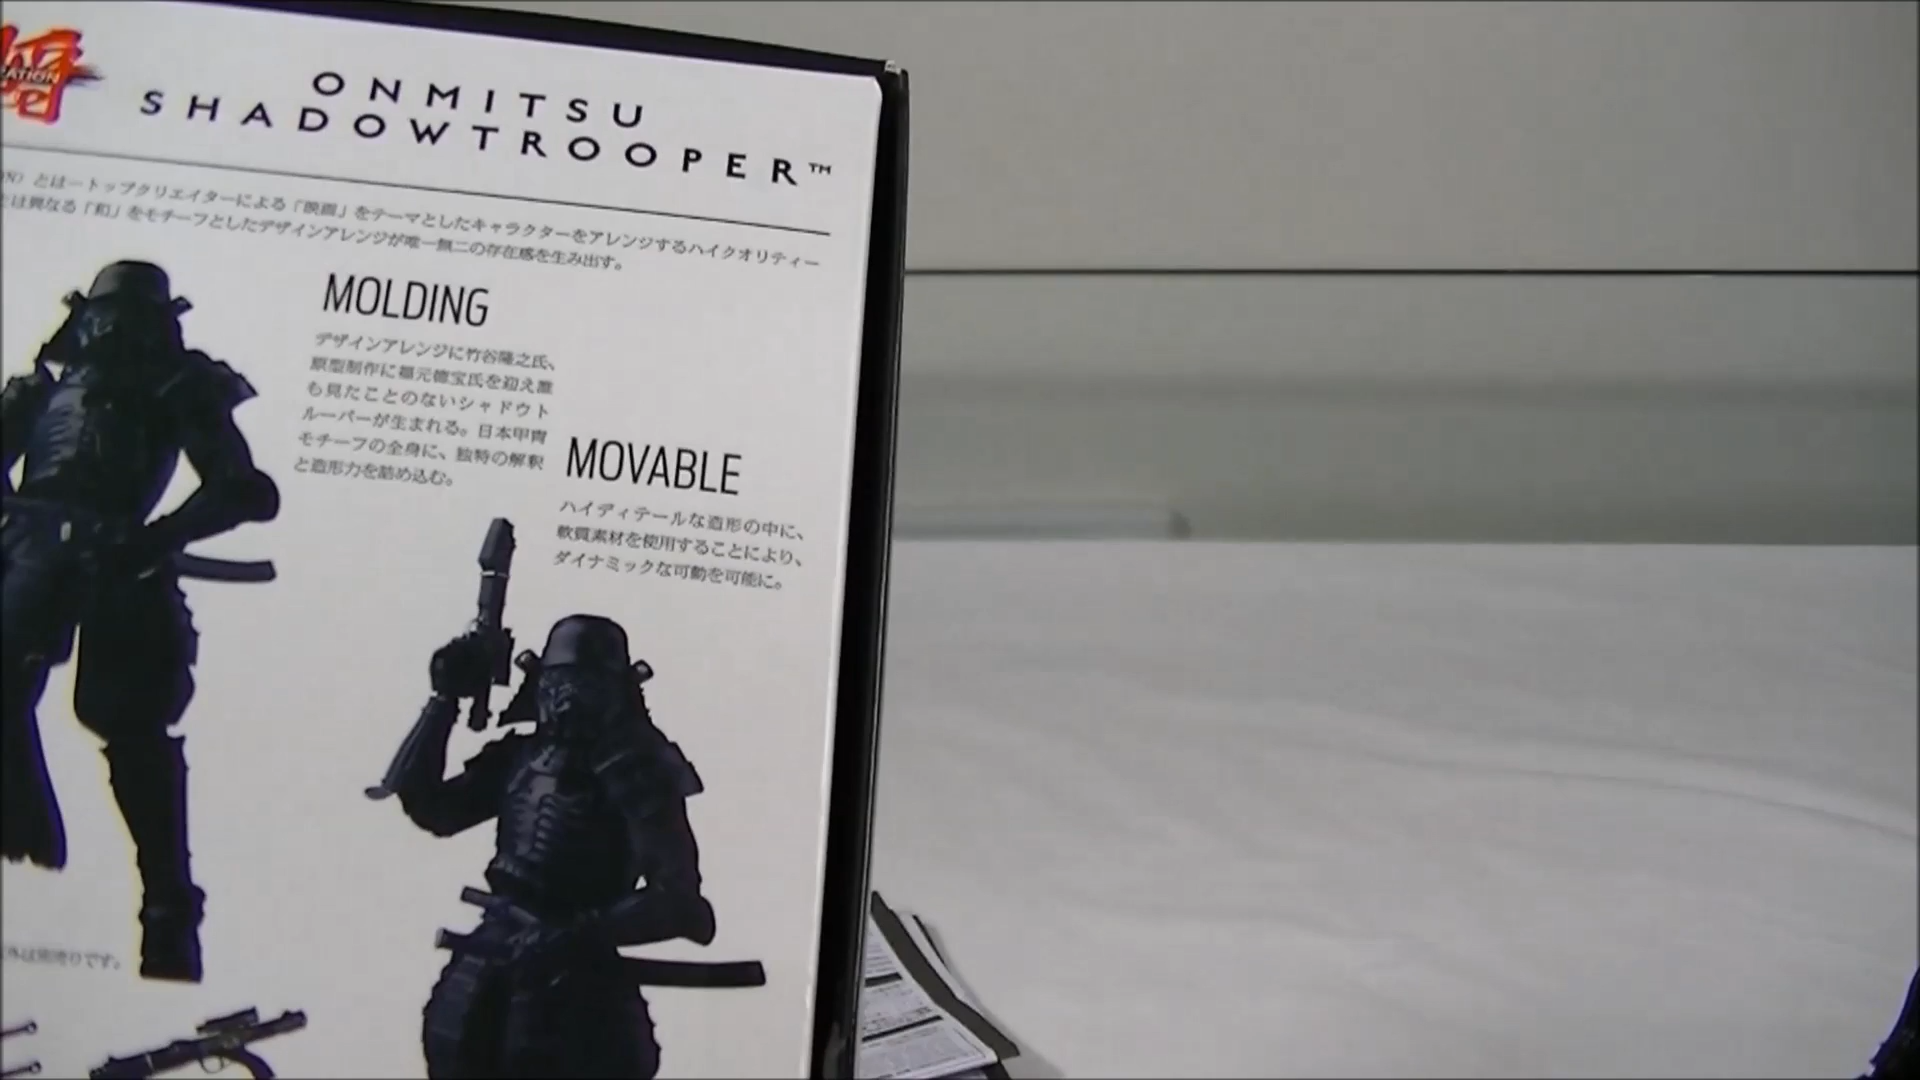 RATION
ONMITSU
SHADOWTROOPER™
とは―トップクリエイターによる「映画」をテーマとしたキャラクターをアレンジするハイクオリティー
は異なる「和」をモチーフとしたデザインアレンジが唯一無二の存在感を生み出す。
MOLDING
デザインアレンジに竹谷隆之氏、
原型制作に福元徳宝氏を迎え誰
も見たことのないシャドウト
ルーパーが生まれる。日本甲冑
モチーフの全身に、独特の解釈
と造形力を詰め込む。
MOVABLE
ハイディテールな造形の中に、
軟質素材を使用することにより、
ダイナミックな可動を可能に。
は別売りです。